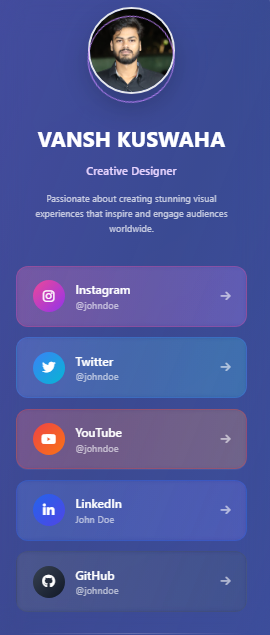 VANSH KUSWAHA
Creative Designer
Passionate about creating stunning visual
experiences that inspire and engage audiences
worldwide.
Instagram
@johndoe
Twitter
@johndoe
YouTube
@johndoe
LinkedIn
John Doe
GitHub
@johndoe